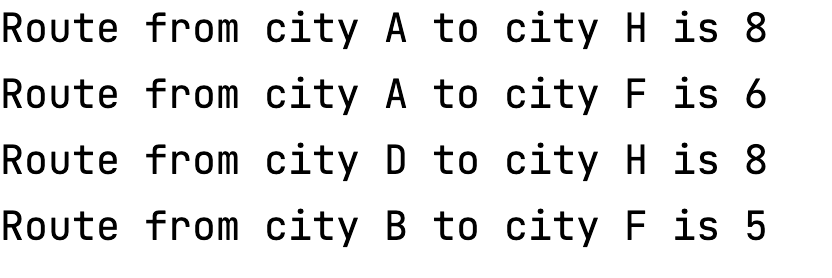 Route from city A to city H is 8
Route from city A to city F is 6
Route from city D to city H is 8
Route from city B to city F is 5